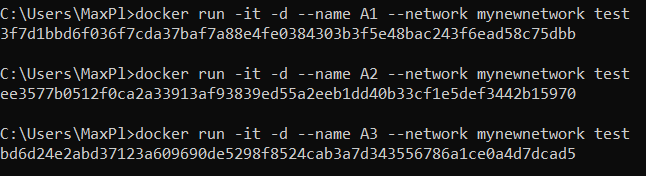 C:\Users\MaxPl>docker run -it -d --name A1 --network mynewnetwork test
3f7d1bbd6f036f7cda37baf7a88e4fe0384303b3f5e48bac243f6ead58c75dbb
C:\Users\MaxPl>docker run -it -d --name A2 --network mynewnetwork test
ee3577b0512f0ca2a33913af93839ed55a2eeb1dd40b33cf1e5def3442b15970
C:\Users\MaxPl>docker run -it -d --name A3 --network mynewnetwork test
bd6d24e2abd37123a609690de5298f8524cab3a7d343556786a1ce0a4d7dcad5